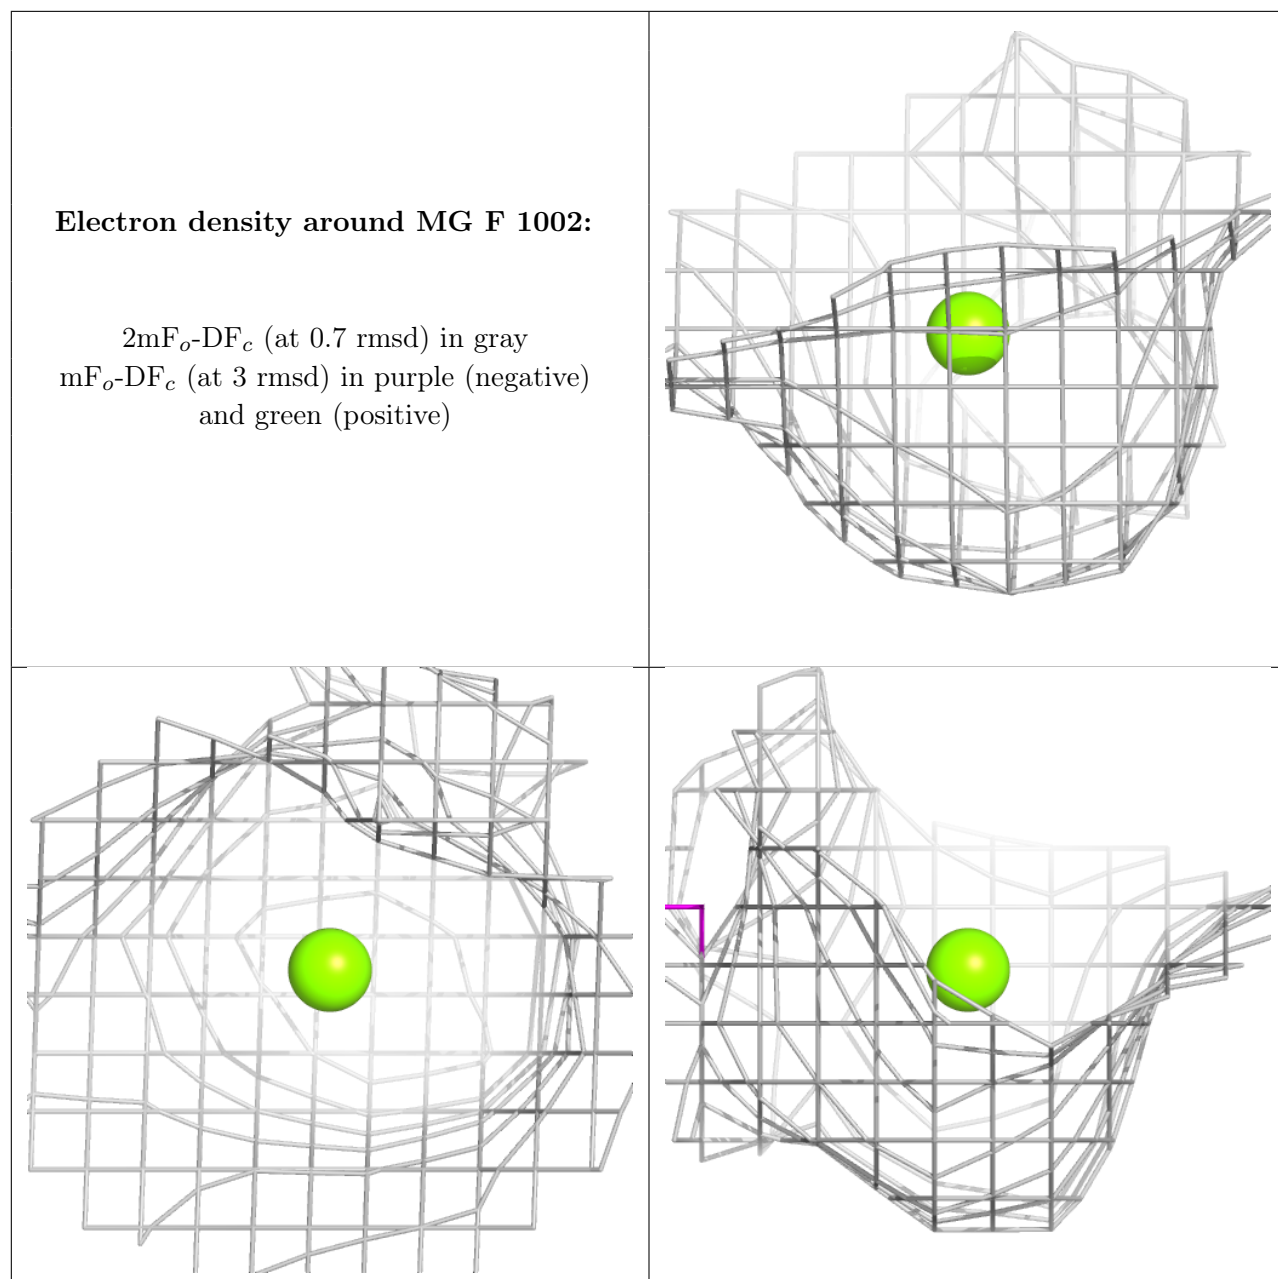 Electron density around MG F 1002:
2mFo-DFc (at 0.7 rmsd) in gray
mFo-DFc (at 3 rmsd) in purple (negative)
and green (positive)